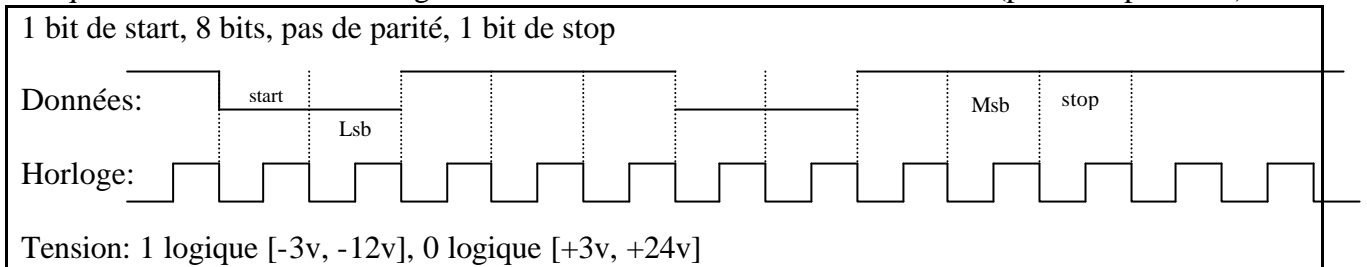 1 bit de start, 8 bits, pas de parité, 1 bit de stop
Données:
start
Lsb
Msb
stop
Horloge:
Tension: 1 logique [-3v, -12v], 0 logique [+3v, +24v]